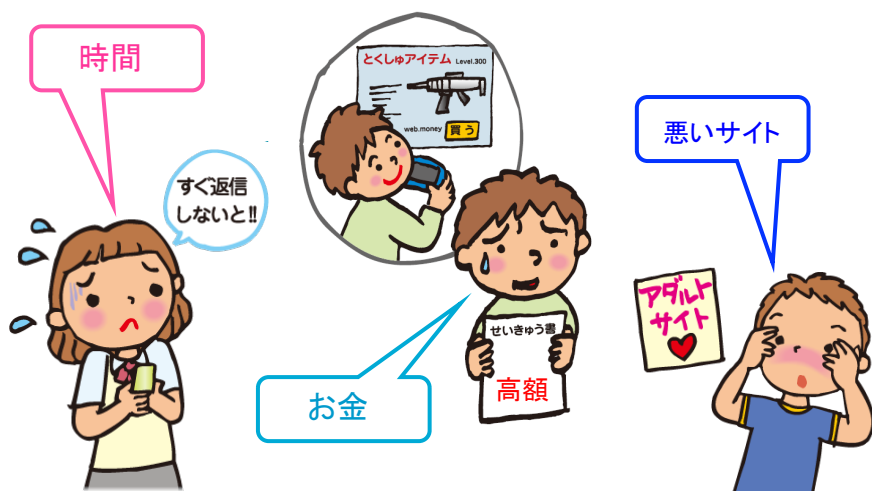 時間
すぐ返信
しないと!!
とくしゅアイテム Level.300
web.money 買う
悪いサイト
アダルト
サイト
せいきゅう書
高額
お金